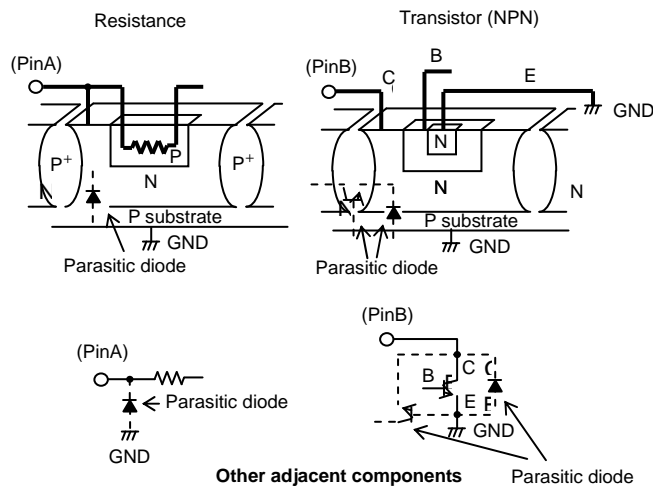 Resistance
Transistor (NPN)
(PinA)
(PinB)
C
B
E
GND
P+
P
P+
N
N
N
N
P substrate
P substrate
GND
GND
Parasitic diode
Parasitic diode
(PinA)
Parasitic diode
GND
(PinB)
B
C
C
E
E
GND
Other adjacent components
Parasitic diode